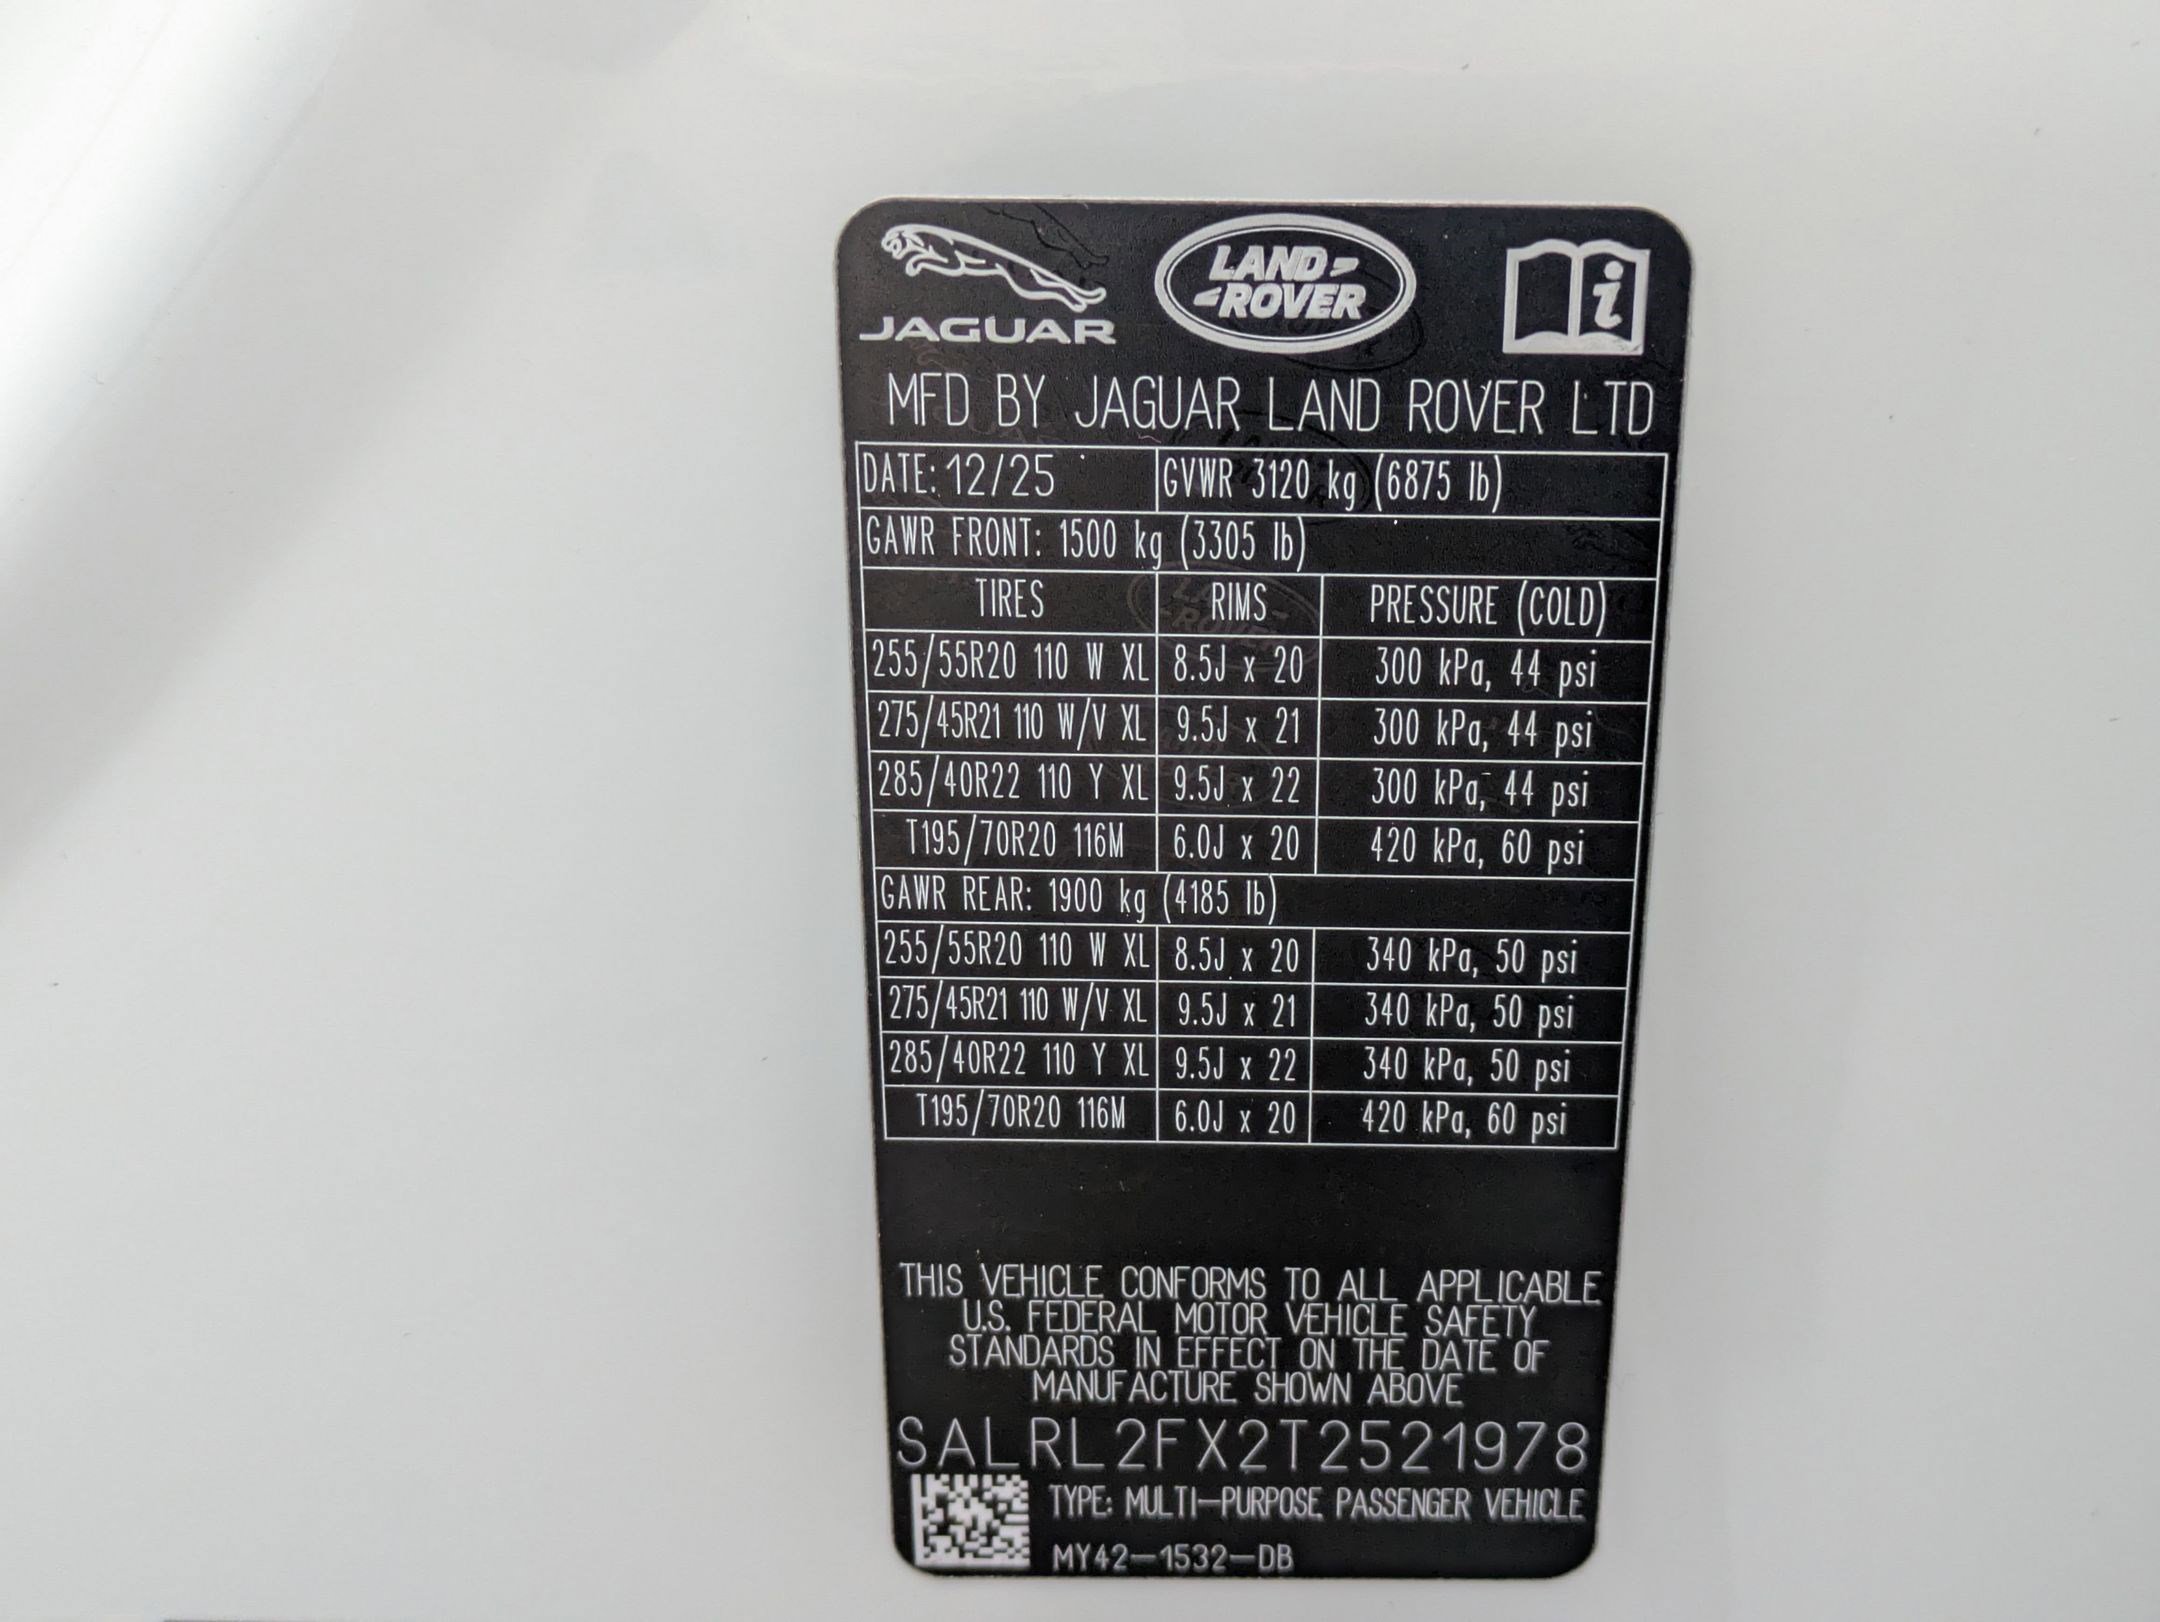 JAGUAR
LAND ROVER
i
MFD BY JAGUAR LAND ROVER LTD
DATE: 12/25 GVWR 3120 kg (6875 lb)
GAWR FRONT: 1500 kg (3305 lb)
TIRES RIMS PRESSURE (COLD)
255/55R20 110 W XL 8.5J x 20 300 kPa, 44 psi
275/45R21 110 W/V XL 9.5J x 21 300 kPa, 44 psi
285/40R22 110 Y XL 9.5J x 22 300 kPa, 44 psi
T195/70R20 116M 6.0J x 20 420 kPa, 60 psi
GAWR REAR: 1900 kg (4185 lb)
255/55R20 110 W XL 8.5J x 20 340 kPa, 50 psi
275/45R21 110 W/V XL 9.5J x 21 340 kPa, 50 psi
285/40R22 110 Y XL 9.5J x 22 340 kPa, 50 psi
T195/70R20 116M 6.0J x 20 420 kPa, 60 psi
THIS VEHICLE CONFORMS TO ALL APPLICABLE
U.S. FEDERAL MOTOR VEHICLE SAFETY
STANDARDS IN EFFECT ON THE DATE OF
MANUFACTURE SHOWN ABOVE
SALRL2FX2T2521978
TYPE: MULTI-PURPOSE PASSENGER VEHICLE
MY42-1532-DB